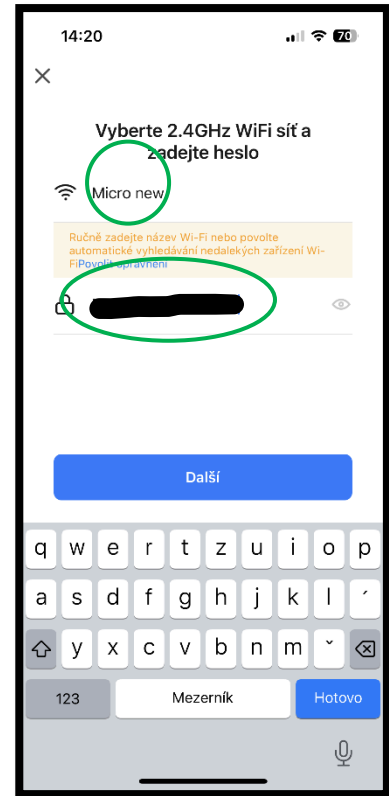 14:20
70
Vyberte 2.4GHz WiFi síť a
zadejte heslo
Micro new
Ručně zadejte název Wi-Fi nebo povolte
automatické vyhledávání nedalekých zařízení Wi-
FiPovolit oprávnění
Další
q w e r t z u i o p
a s d f g h j k l ´
y x c v b n m ˇ
123 Mezerník Hotovo